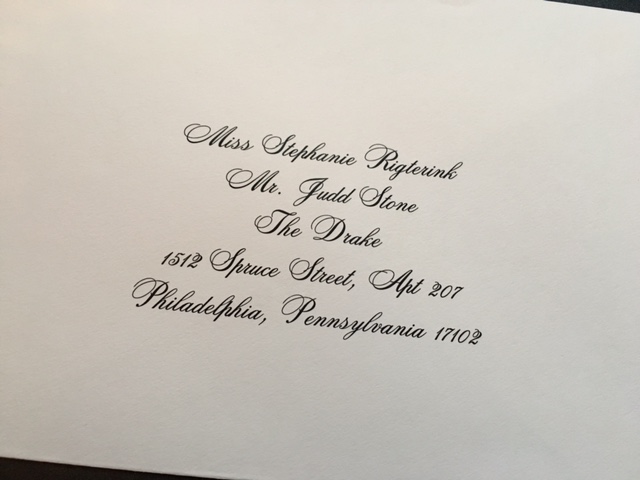 Miss Stephanie Rigterink
Mr. Judd Stone
The Drake
1512 Spruce Street, Apt 207
Philadelphia, Pennsylvania 17102